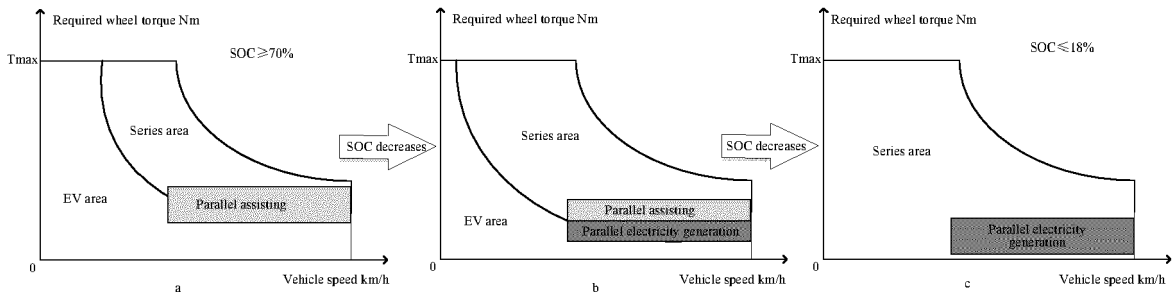 Required wheel torque Nm
Tmax
SOC≥70%
Series area
EV area
Parallel assisting
0
Vehicle speed km/h
a
SOC decreases
Required wheel torque Nm
Tmax
Series area
EV area
Parallel assisting
Parallel electricity generation
0
Vehicle speed km/h
b
SOC decreases
Required wheel torque Nm
Tmax
SOC≤18%
Series area
Parallel electricity
generation
0
Vehicle speed km/h
c